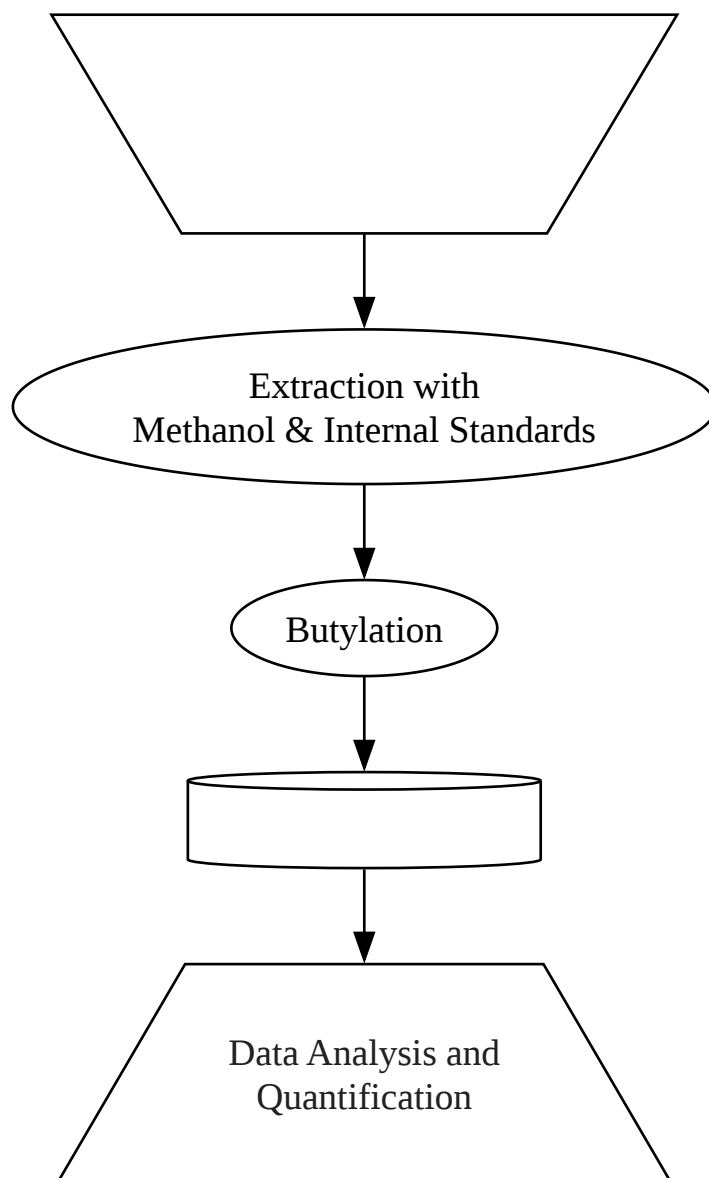 Extraction with
Methanol & Internal Standards
Butylation
Data Analysis and
Quantification